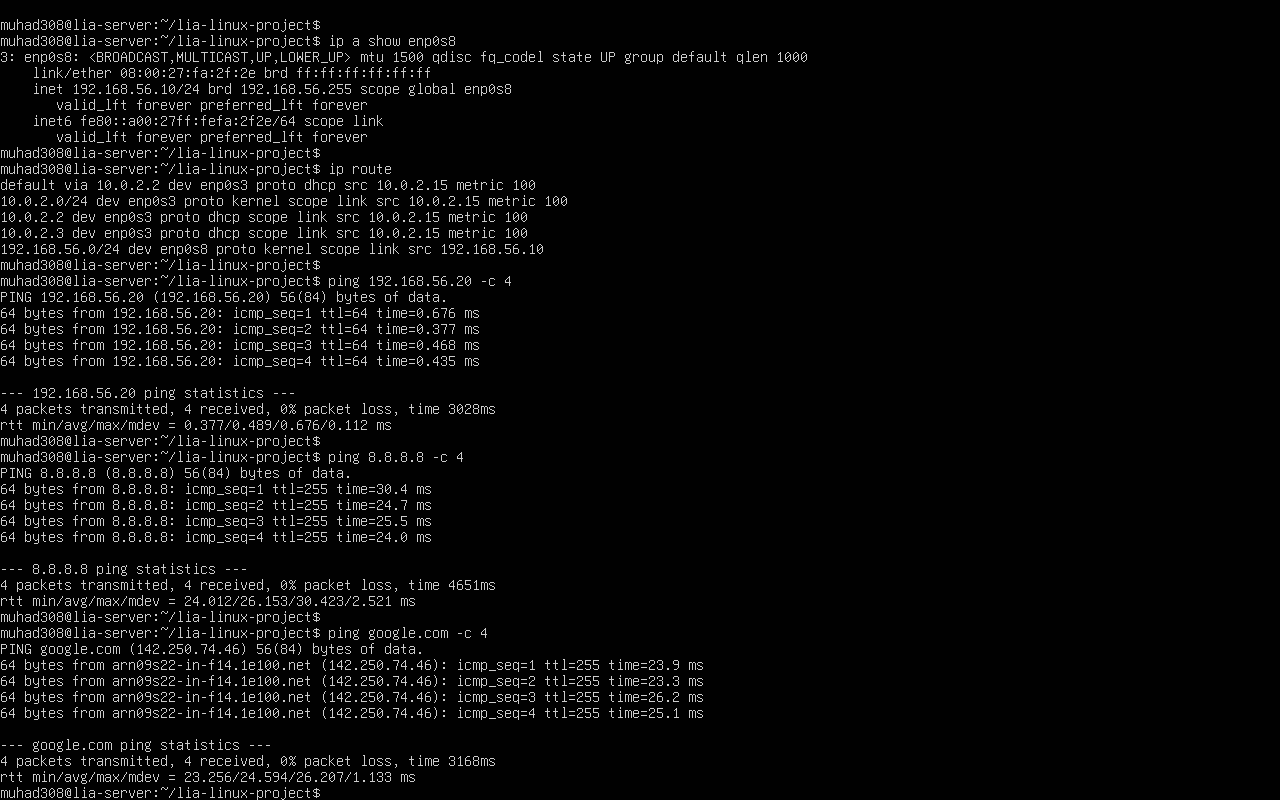 muhad308@lia-server:~/lia-linux-project$
muhad308@lia-server:~/lia-linux-project$ ip a show enp0s8
3: enp0s8: <BROADCAST,MULTICAST,UP,LOWER_UP> mtu 1500 qdisc fq_codel state UP group default qlen 1000
    link/ether 08:00:27:fa:2f:2e brd ff:ff:ff:ff:ff:ff
    inet 192.168.56.10/24 brd 192.168.56.255 scope global enp0s8
       valid_lft forever preferred_lft forever
    inet6 fe80::a00:27ff:fefa:2f2e/64 scope link
       valid_lft forever preferred_lft forever
muhad308@lia-server:~/lia-linux-project$
muhad308@lia-server:~/lia-linux-project$ ip route
default via 10.0.2.2 dev enp0s3 proto dhcp src 10.0.2.15 metric 100
10.0.2.0/24 dev enp0s3 proto kernel scope link src 10.0.2.15 metric 100
10.0.2.2 dev enp0s3 proto dhcp scope link src 10.0.2.15 metric 100
10.0.2.3 dev enp0s3 proto dhcp scope link src 10.0.2.15 metric 100
192.168.56.0/24 dev enp0s8 proto kernel scope link src 192.168.56.10
muhad308@lia-server:~/lia-linux-project$
muhad308@lia-server:~/lia-linux-project$ ping 192.168.56.20 -c 4
PING 192.168.56.20 (192.168.56.20) 56(84) bytes of data.
64 bytes from 192.168.56.20: icmp_seq=1 ttl=64 time=0.676 ms
64 bytes from 192.168.56.20: icmp_seq=2 ttl=64 time=0.377 ms
64 bytes from 192.168.56.20: icmp_seq=3 ttl=64 time=0.468 ms
64 bytes from 192.168.56.20: icmp_seq=4 ttl=64 time=0.435 ms

--- 192.168.56.20 ping statistics ---
4 packets transmitted, 4 received, 0% packet loss, time 3028ms
rtt min/avg/max/mdev = 0.377/0.489/0.676/0.112 ms
muhad308@lia-server:~/lia-linux-project$
muhad308@lia-server:~/lia-linux-project$ ping 8.8.8.8 -c 4
PING 8.8.8.8 (8.8.8.8) 56(84) bytes of data.
64 bytes from 8.8.8.8: icmp_seq=1 ttl=255 time=30.4 ms
64 bytes from 8.8.8.8: icmp_seq=2 ttl=255 time=24.7 ms
64 bytes from 8.8.8.8: icmp_seq=3 ttl=255 time=25.5 ms
64 bytes from 8.8.8.8: icmp_seq=4 ttl=255 time=24.0 ms

--- 8.8.8.8 ping statistics ---
4 packets transmitted, 4 received, 0% packet loss, time 4651ms
rtt min/avg/max/mdev = 24.012/26.153/30.423/2.521 ms
muhad308@lia-server:~/lia-linux-project$
muhad308@lia-server:~/lia-linux-project$ ping google.com -c 4
PING google.com (142.250.74.46) 56(84) bytes of data.
64 bytes from arn09s22-in-f14.1e100.net (142.250.74.46): icmp_seq=1 ttl=255 time=23.9 ms
64 bytes from arn09s22-in-f14.1e100.net (142.250.74.46): icmp_seq=2 ttl=255 time=23.3 ms
64 bytes from arn09s22-in-f14.1e100.net (142.250.74.46): icmp_seq=3 ttl=255 time=26.2 ms
64 bytes from arn09s22-in-f14.1e100.net (142.250.74.46): icmp_seq=4 ttl=255 time=25.1 ms

--- google.com ping statistics ---
4 packets transmitted, 4 received, 0% packet loss, time 3168ms
rtt min/avg/max/mdev = 23.256/24.594/26.207/1.133 ms
muhad308@lia-server:~/lia-linux-project$